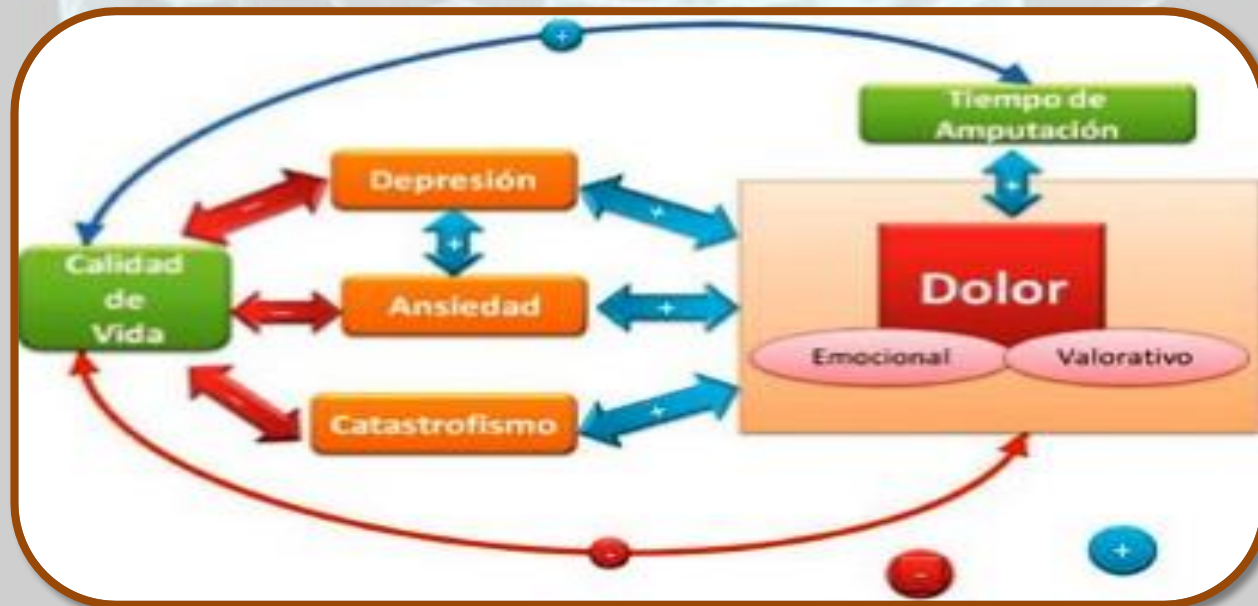 +
Tiempo de
Amputación
Depresión
+
-
+
+
Calidad
de
Vida
Dolor
-
Ansiedad
+
Emocional
Valorativo
-
Catastrofismo
+
-
-
+